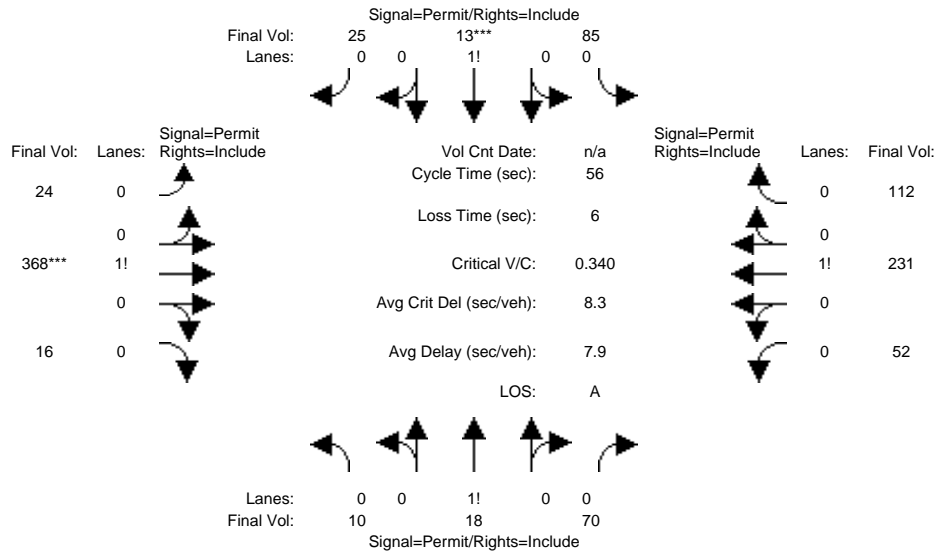 Signal=Permit/Rights=Include
Final Vol: 25 13*** 85
Lanes: 0 0 1! 0 0
Signal=Permit
Final Vol: Lanes: Rights=Include
Vol Cnt Date: n/a
Signal=Permit
Rights=Include Lanes: Final Vol:
Cycle Time (sec): 56
24 0
0 112
Loss Time (sec): 6
0
0
368*** 1!
Critical V/C: 0.340
1! 231
0
Avg Crit Del (sec/veh): 8.3
0
16 0
Avg Delay (sec/veh): 7.9
0 52
LOS: A
Lanes: 0 0 1! 0 0
Final Vol: 10 18 70
Signal=Permit/Rights=Include